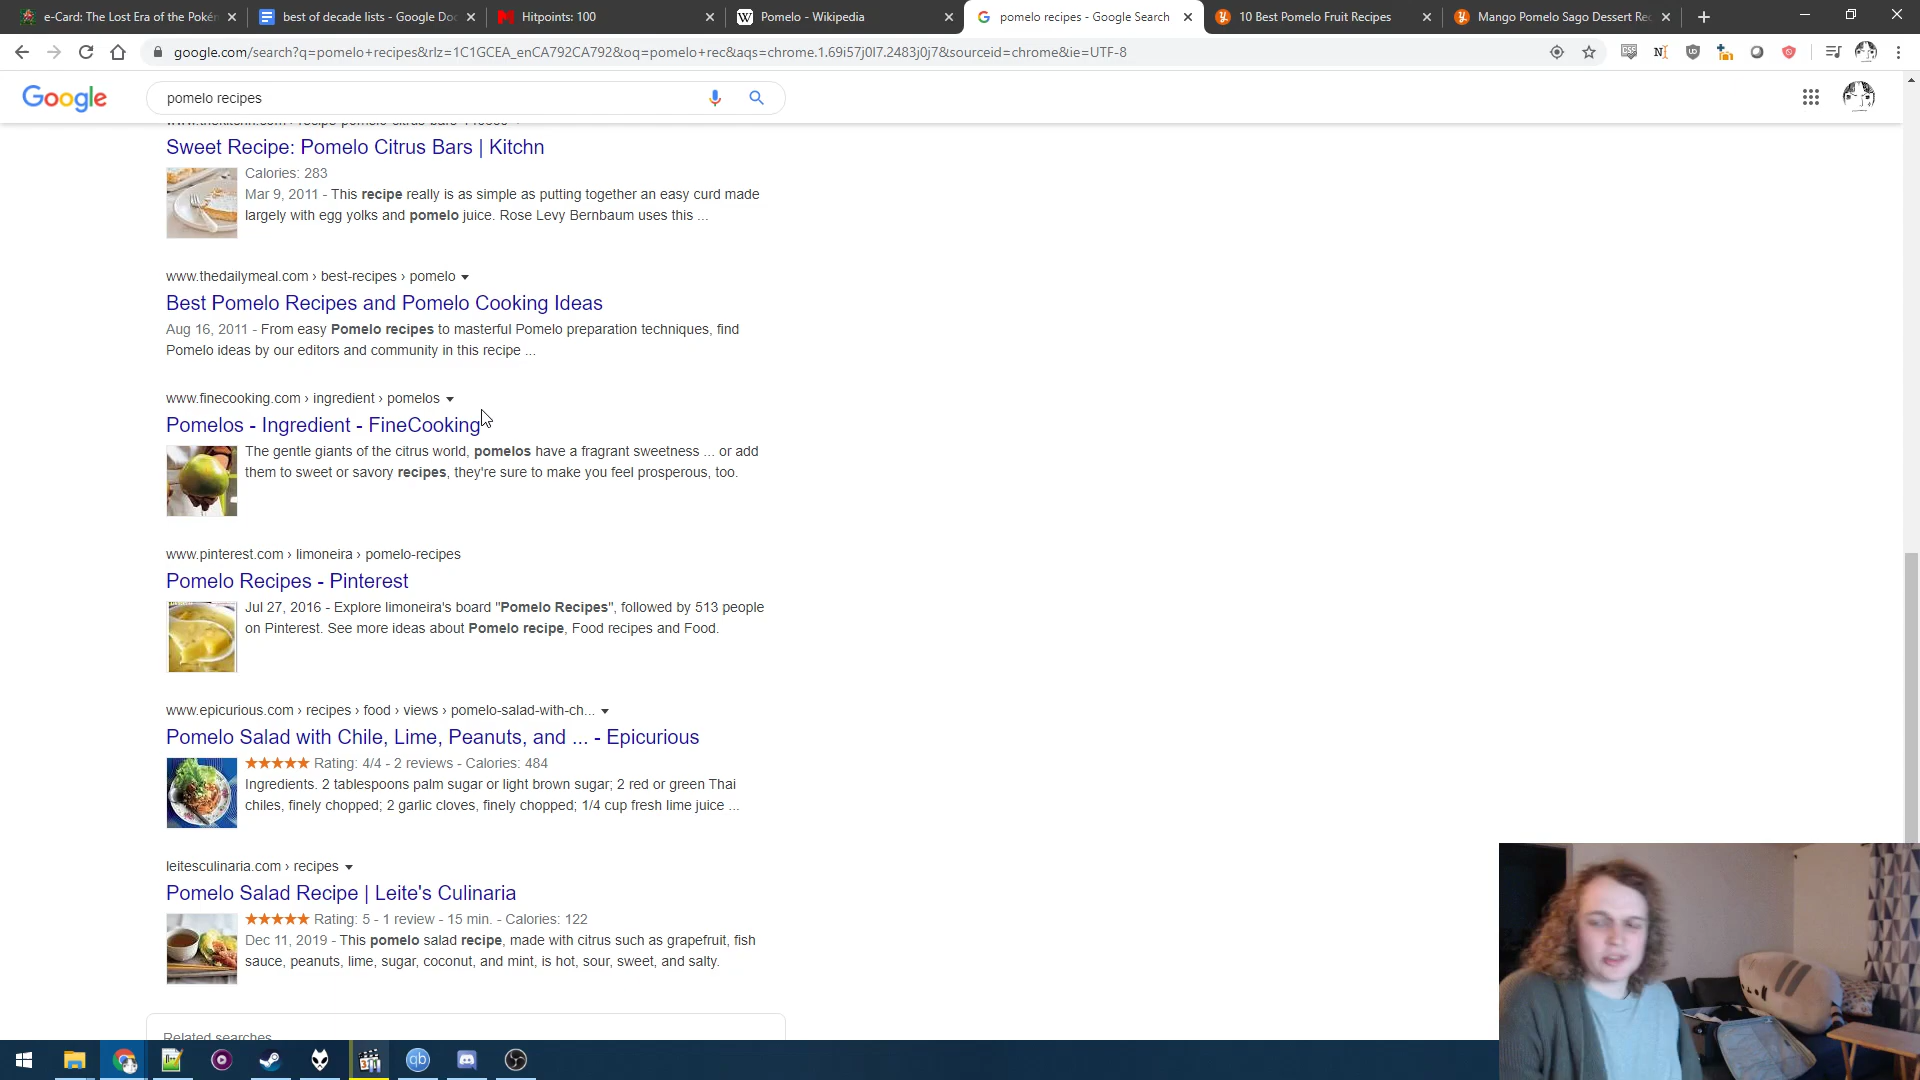 e-Card: The Lost Era of the Pokém
best of decade lists - Google Doc
Hitpoints: 100
Pomelo - Wikipedia
pomelo recipes - Google Search
10 Best Pomelo Fruit Recipes
Mango Pomelo Sago Dessert Rec
google.com/search?q=pomelo+recipes&rlz=1C1GCEA_enCA792CA792&oq=pomelo+rec&aqs=chrome.1.69i57j0l7.2483j0j7&sourceid=chrome&ie=UTF-8
Google
pomelo recipes
Sweet Recipe: Pomelo Citrus Bars | Kitchn
Calories: 283
Mar 9, 2011 - This recipe really is as simple as putting together an easy curd made
largely with egg yolks and pomelo juice. Rose Levy Bernbaum uses this ...
www.thedailymeal.com › best-recipes › pomelo
Best Pomelo Recipes and Pomelo Cooking Ideas
Aug 16, 2011 - From easy Pomelo recipes to masterful Pomelo preparation techniques, find
Pomelo ideas by our editors and community in this recipe ...
www.finecooking.com › ingredient › pomelos
Pomelos - Ingredient - FineCooking
The gentle giants of the citrus world, pomelos have a fragrant sweetness ... or add
them to sweet or savory recipes, they're sure to make you feel prosperous, too.
www.pinterest.com › limoneira › pomelo-recipes
Pomelo Recipes - Pinterest
Jul 27, 2016 - Explore limoneira's board "Pomelo Recipes", followed by 513 people
on Pinterest. See more ideas about Pomelo recipe, Food recipes and Food.
www.epicurious.com › recipes › food › views › pomelo-salad-with-ch...
Pomelo Salad with Chile, Lime, Peanuts, and ... - Epicurious
Rating: 4/4 - 2 reviews - Calories: 484
Ingredients. 2 tablespoons palm sugar or light brown sugar; 2 red or green Thai
chiles, finely chopped; 2 garlic cloves, finely chopped; 1/4 cup fresh lime juice ...
leitesculinaria.com › recipes
Pomelo Salad Recipe | Leite's Culinaria
Rating: 5 - 1 review - 15 min. - Calories: 122
Dec 11, 2019 - This pomelo salad recipe, made with citrus such as grapefruit, fish
sauce, peanuts, lime, sugar, coconut, and mint, is hot, sour, sweet, and salty.
Related searches